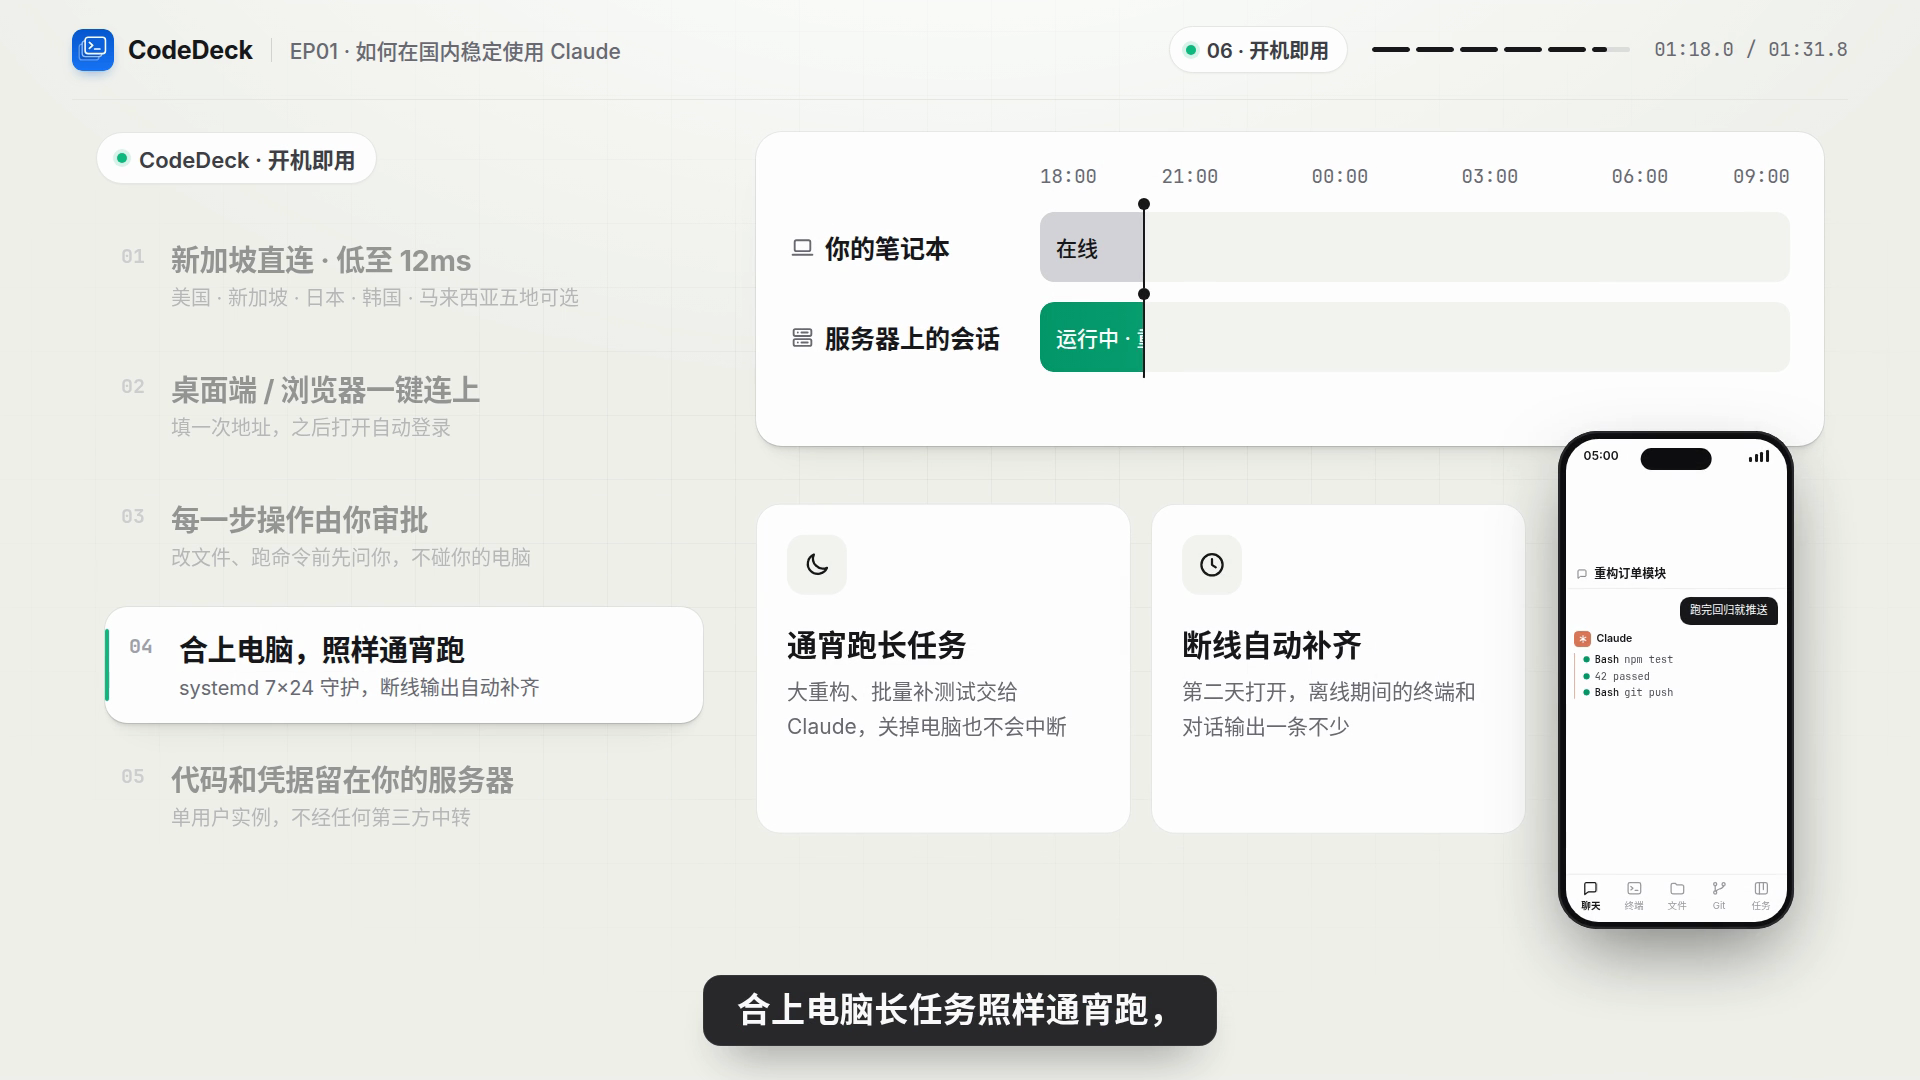 CodeDeck
EP01 · 如何在国内稳定使用 Claude
06 · 开机即用
01:18.0 / 01:31.8
CodeDeck · 开机即用
01
新加坡直连 · 低至 12ms
美国 · 新加坡 · 日本 · 韩国 · 马来西亚五地可选
02
桌面端 / 浏览器一键连上
填一次地址，之后打开自动登录
03
每一步操作由你审批
改文件、跑命令前先问你，不碰你的电脑
04
合上电脑，照样通宵跑
systemd 7×24 守护，断线输出自动补齐
05
代码和凭据留在你的服务器
单用户实例，不经任何第三方中转
18:00 21:00 00:00 03:00 06:00 09:00
你的笔记本
在线
服务器上的会话
运行中 ·
通宵跑长任务
大重构、批量补测试交给
Claude，关掉电脑也不会中断
断线自动补齐
第二天打开，离线期间的终端和
对话输出一条不少
05:00
重构订单模块
跑完回归就推送
Claude
Bash npm test
42 passed
Bash git push
聊天 终端 文件 Git 任务
合上电脑长任务照样通宵跑，